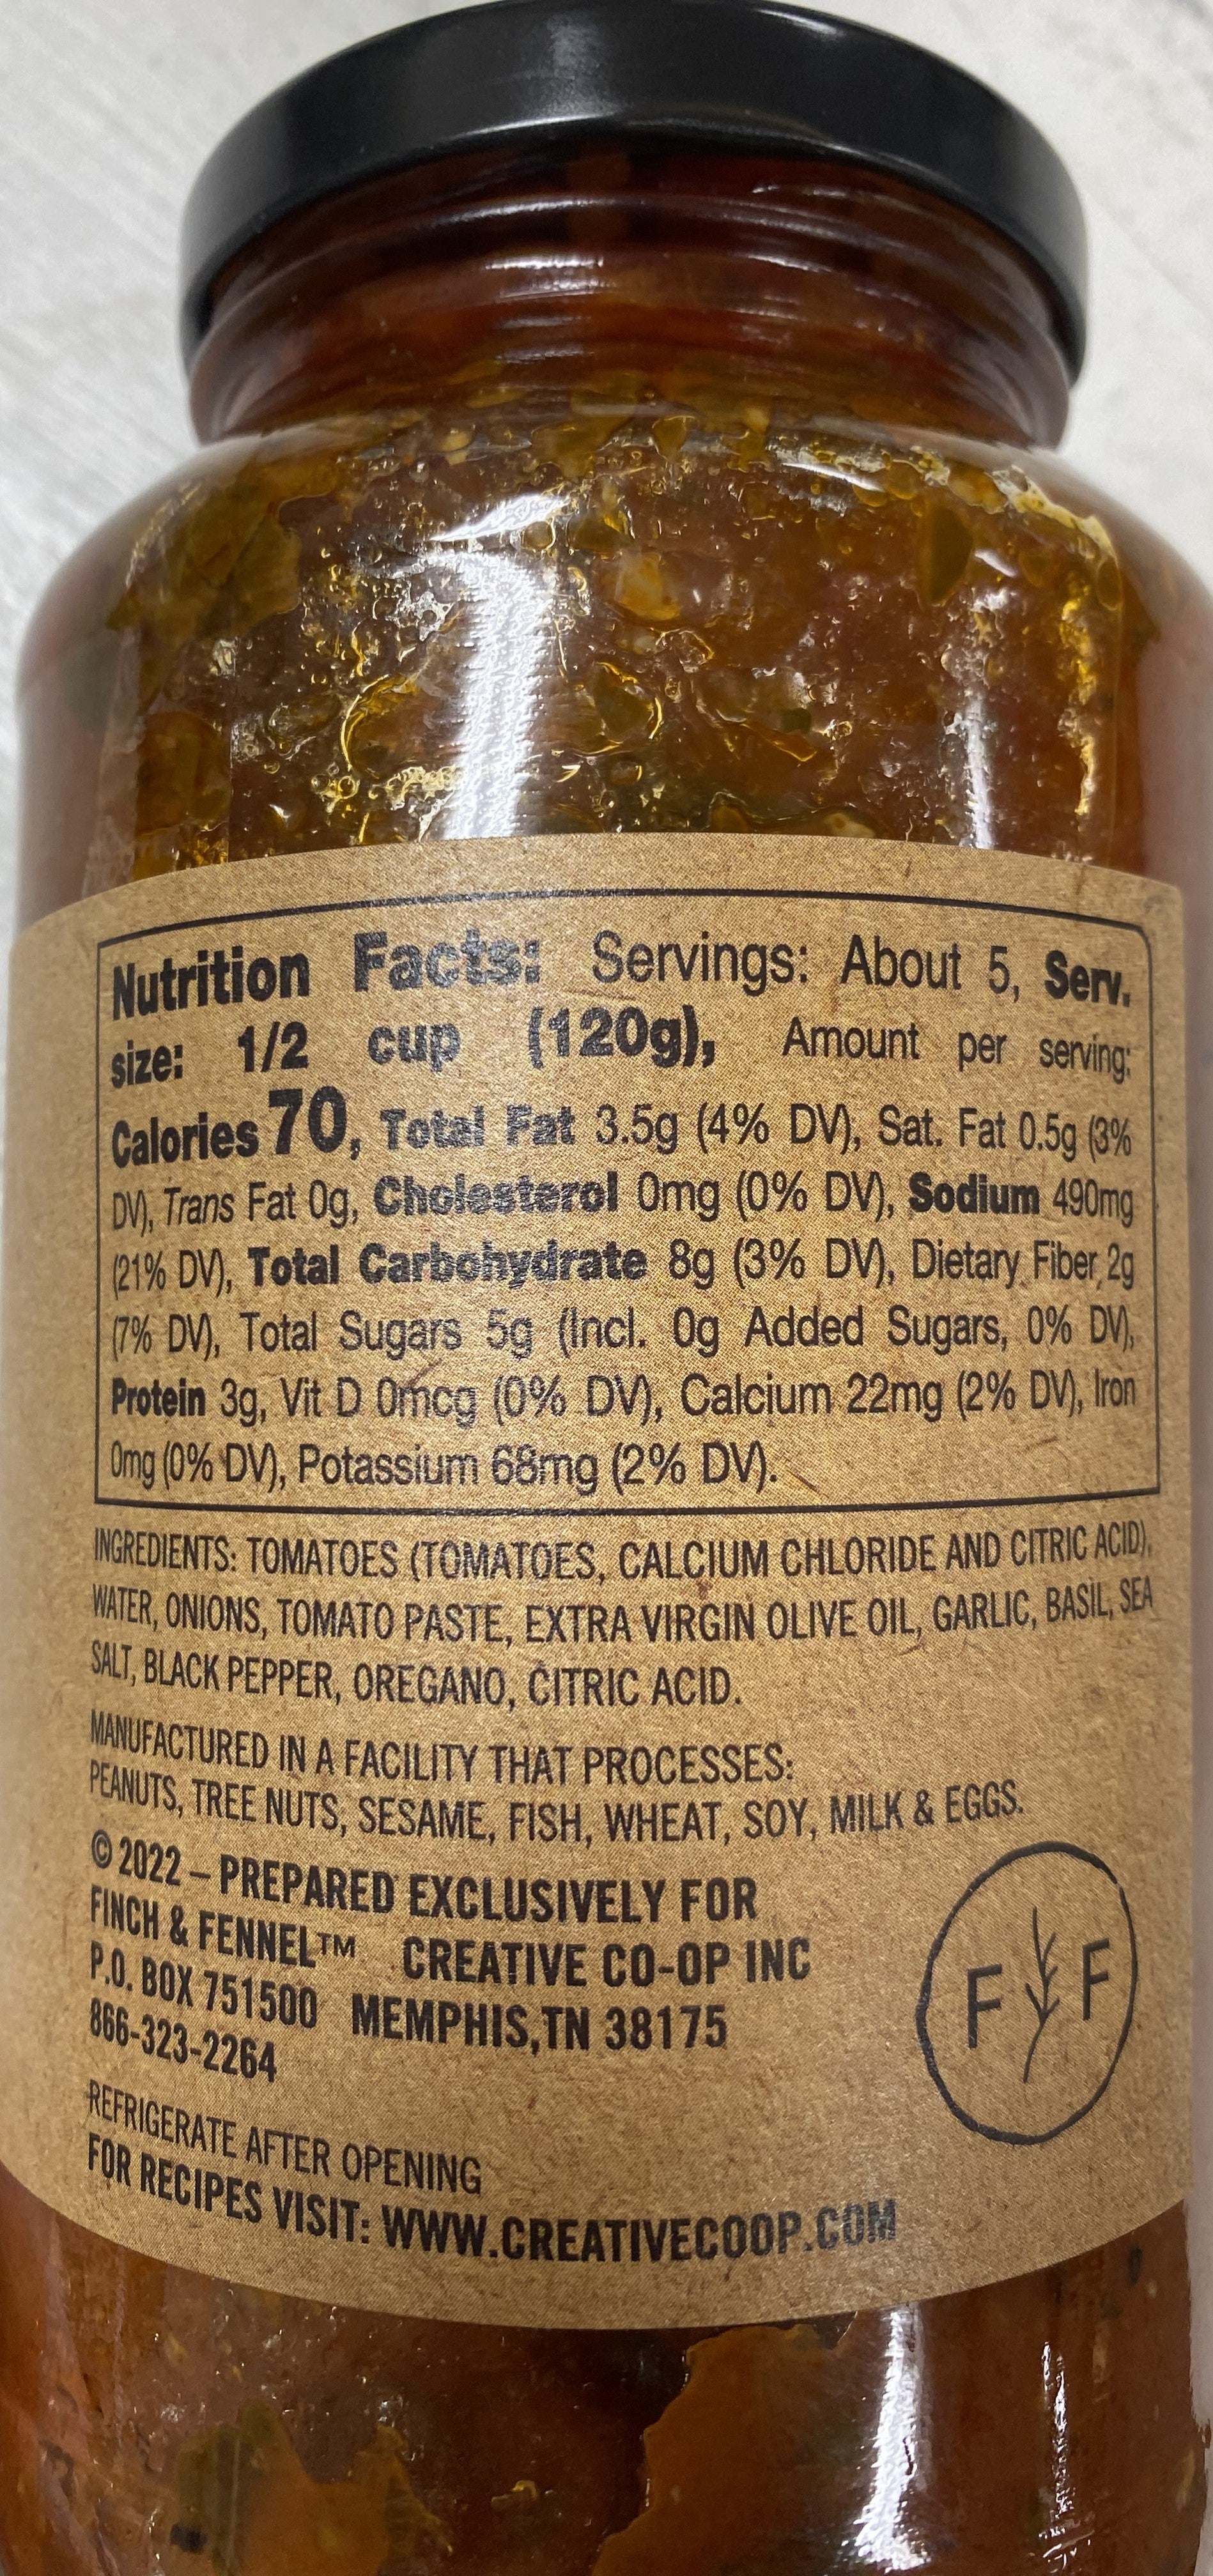 Nutrition Facts: Servings: About 5, Serv.
size: 1/2 cup (120g), Amount per serving:
Calories 70, Total Fat 3.5g (4% DV), Sat. Fat 0.5g (3%
DV), Trans Fat 0g, Cholesterol 0mg (0% DV), Sodium 490mg
(21% DV), Total Carbohydrate 8g (3% DV), Dietary Fiber 2g
(7% DV), Total Sugars 5g (Incl. 0g Added Sugars, 0% DV),
Protein 3g, Vit D 0mcg (0% DV), Calcium 22mg (2% DV), Iron
0mg (0% DV), Potassium 68mg (2% DV).
INGREDIENTS: TOMATOES (TOMATOES, CALCIUM CHLORIDE AND CITRIC ACID),
WATER, ONIONS, TOMATO PASTE, EXTRA VIRGIN OLIVE OIL, GARLIC, BASIL, SEA
SALT, BLACK PEPPER, OREGANO, CITRIC ACID.
MANUFACTURED IN A FACILITY THAT PROCESSES:
PEANUTS, TREE NUTS, SESAME, FISH, WHEAT, SOY, MILK & EGGS.
© 2022 – PREPARED EXCLUSIVELY FOR
FINCH & FENNEL™ CREATIVE CO-OP INC
P.O. BOX 751500 MEMPHIS,TN 38175
866-323-2264
F F
REFRIGERATE AFTER OPENING
FOR RECIPES VISIT: WWW.CREATIVECOOP.COM